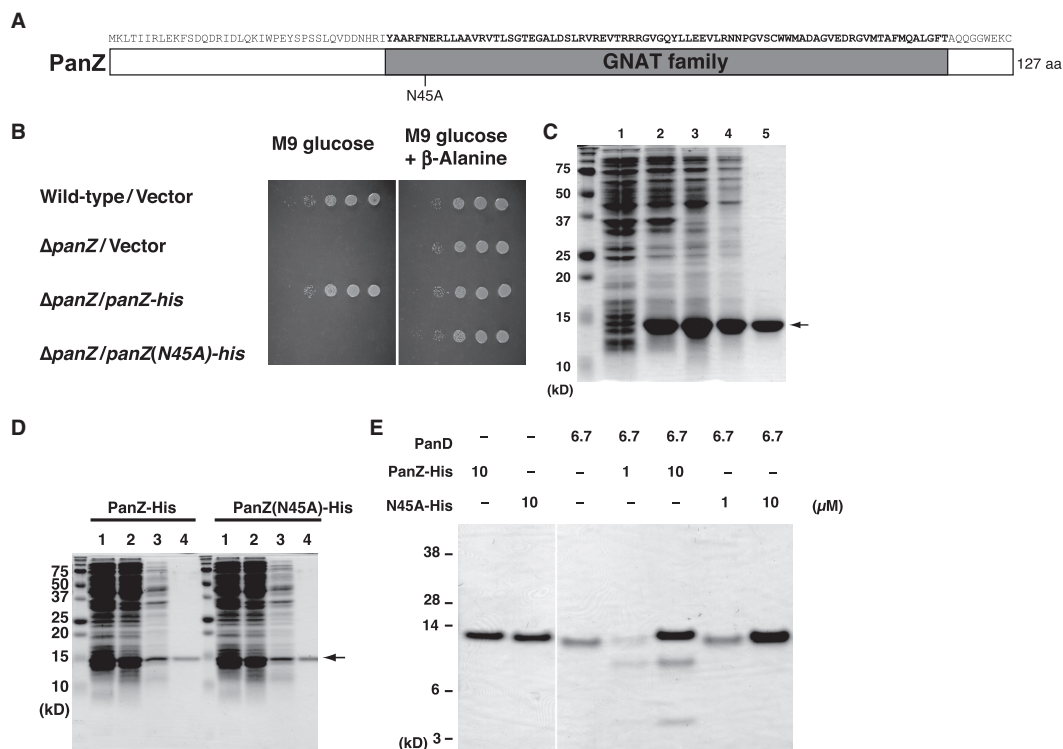 A
MKLTIIRLEKFSDQDRIDLQKIWPEYSPSSLQVDDNHRIYAARFNERLLAAVRVTLSGTEGALDSLRVREVTRRRGVGQYLLEEVLRNNPGVSCWWMADAGVEDRGVMTAFMQALGFTAQQGGWEKC
PanZ GNAT family 127 aa
N45A
B
M9 glucose
M9 glucose
+ β-Alanine
Wild-type/Vector
ΔpanZ/Vector
ΔpanZ/panZ-his
ΔpanZ/panZ(N45A)-his
C
1 2 3 4 5
75
50
37
25
20
15
10
(kD)
D
PanZ-His PanZ(N45A)-His
1 2 3 4 1 2 3 4
75
50
37
25
20
15
10
(kD)
E
PanD – – 6.7 6.7 6.7 6.7 6.7
PanZ-His 10 – – 1 10 – –
N45A-His – 10 – – – 1 10 (µM)
38 –
28 –
14 –
6 –
(kD) 3 –